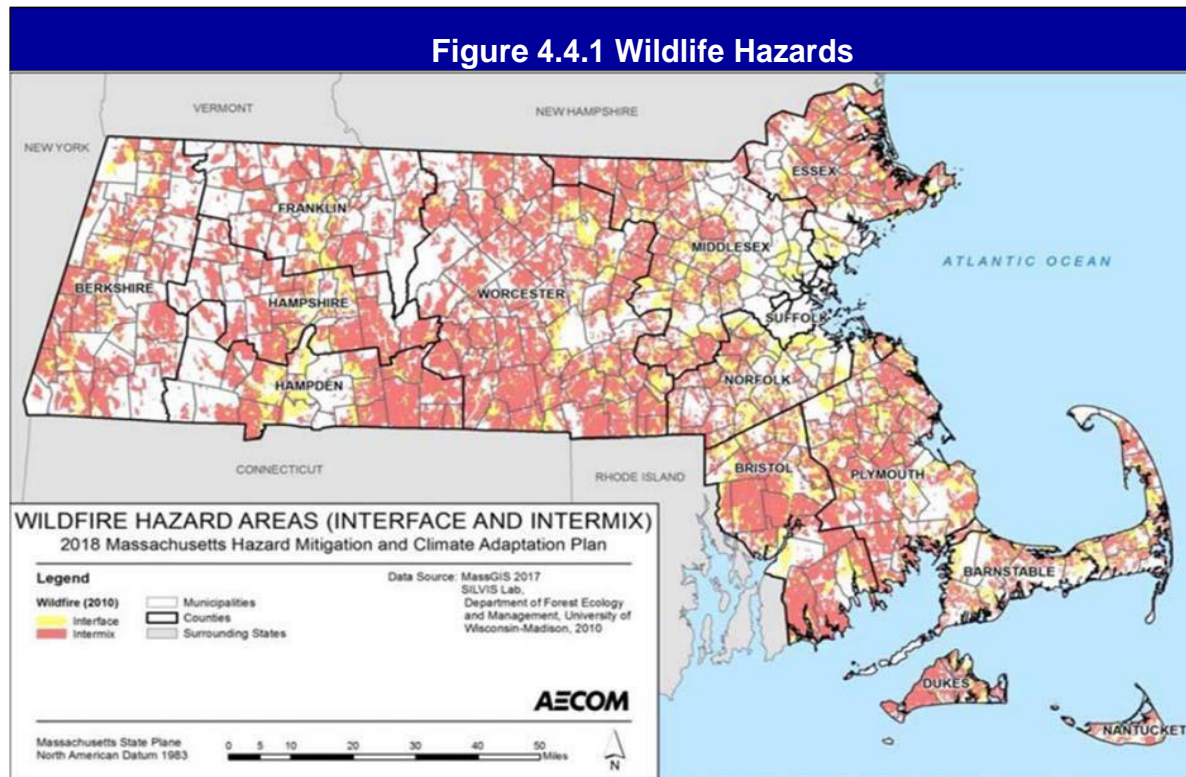 Figure 4.4.1 Wildlife Hazards
VERMONT
NEW HAMPSHIRE
NEW YORK
ESSEX
FRANKLIN
MIDDLESEX
ATLANTIC OCEAN
BERKSHIRE
HAMPSHIRE
WORCESTER
SUFFOLK
HAMPDEN
NORFOLK
CONNECTICUT
RHODE ISLAND
BRISTOL
PLYMOUTH
BARNSTABLE
DUKES
NANTUCKET
WILDFIRE HAZARD AREAS (INTERFACE AND INTERMIX)
2018 Massachusetts Hazard Mitigation and Climate Adaptation Plan
Legend
Wildfire (2010)
Interface
Intermix
Municipalities
Counties
Surrounding States
Data Source: MassGIS 2017
SILVIS Lab,
Department of Forest Ecology
and Management, University of
Wisconsin-Madison, 2010
AECOM
Massachusetts State Plane
North American Datum 1983
0 5 10 20 30 40 50
Miles
N